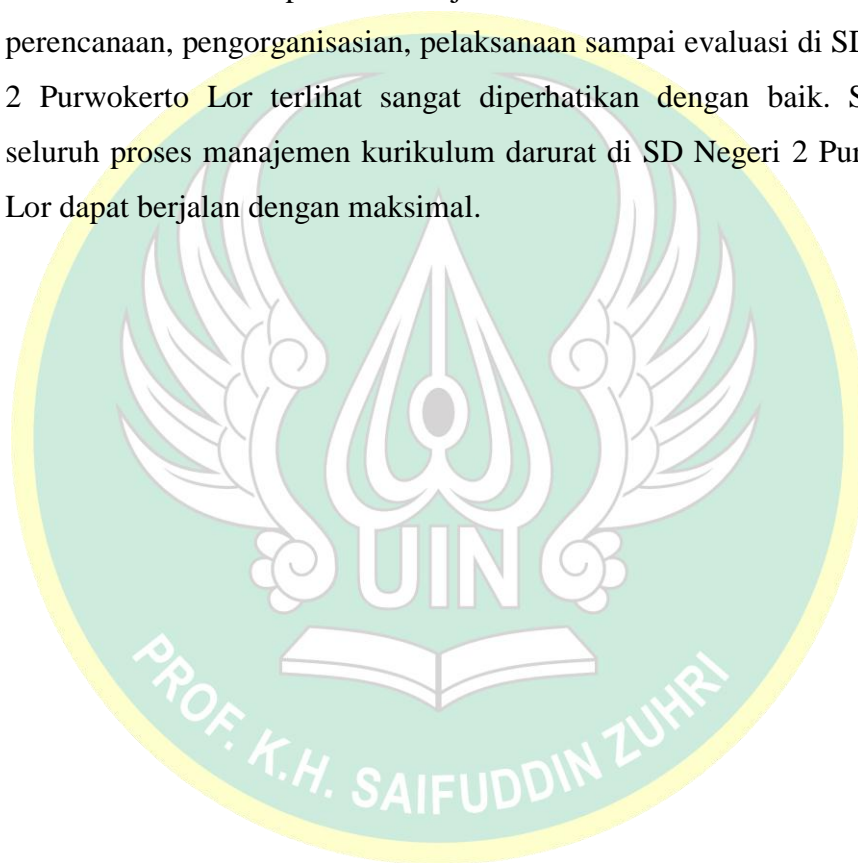 perencanaan, pengorganisasian, pelaksanaan sampai evaluasi di
2 Purwokerto Lor terlihat sangat diperhatikan dengan baik.
seluruh proses manajemen kurikulum darurat di SD Negeri 2
Lor dapat berjalan dengan maksimal.
UIN
PROF. K.H. SAIFUDDIN ZUHRI